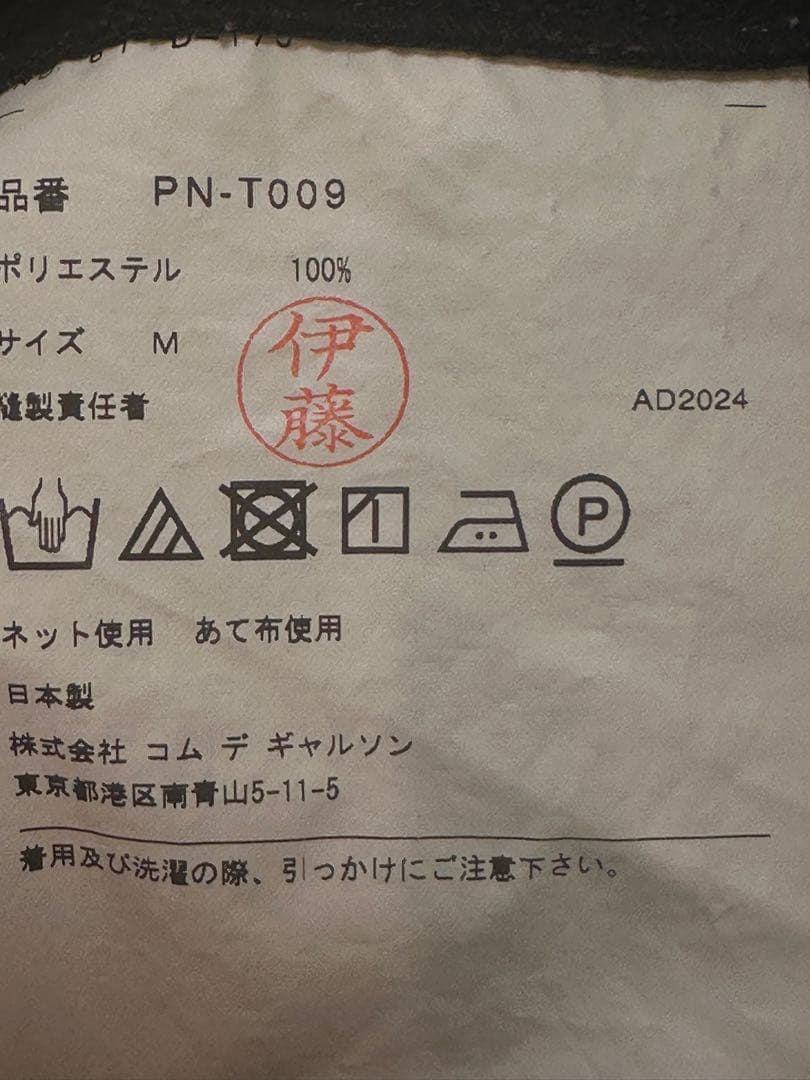 品番 PN-T009
ポリエステル 100%
サイズ M
縫製責任者 伊藤 AD2024
P
ネット使用 あて布使用
日本製
株式会社 コム デ ギャルソン
東京都港区南青山5-11-5
着用及び洗濯の際、引っかけにご注意下さい。